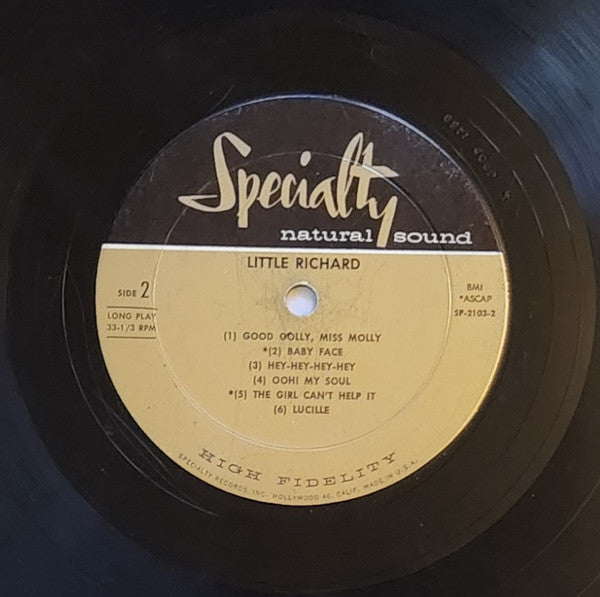 Specialty
natural sound
LITTLE RICHARD
SIDE 2
LONG PLAY
33-1/3 RPM
BMI
*ASCAP
SP-2103-2
(1) GOOD GOLLY, MISS MOLLY
*(2) BABY FACE
(3) HEY-HEY-HEY-HEY
(4) OOH! MY SOUL
*(5) THE GIRL CAN'T HELP IT
(6) LUCILLE
HIGH FIDELITY
SPECIALTY RECORDS, INC. HOLLYWOOD 46, CALIF. MADE IN U.S.A.